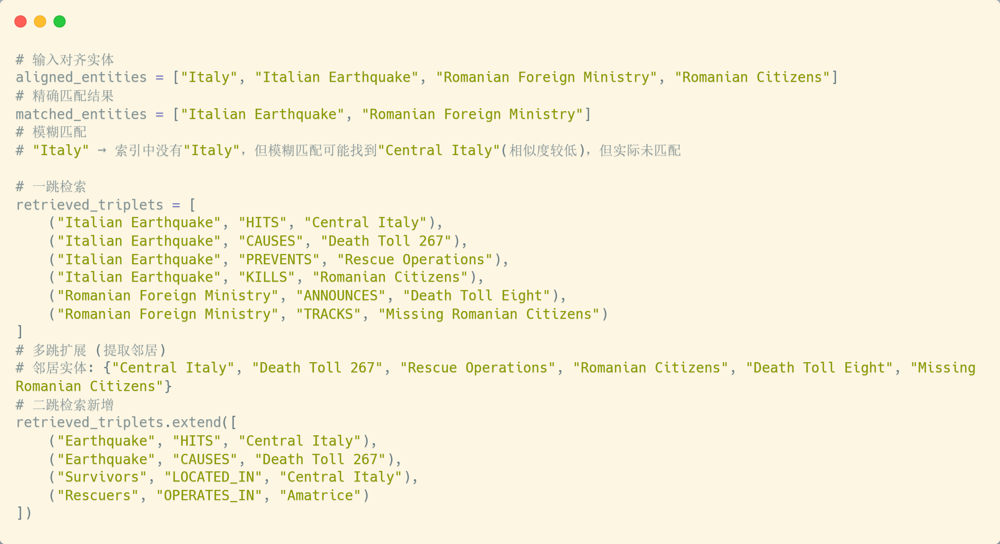 # 输入对齐实体
aligned_entities = ["Italy", "Italian Earthquake", "Romanian Foreign Ministry", "Romanian Citizens"]
# 精确匹配结果
matched_entities = ["Italian Earthquake", "Romanian Foreign Ministry"]
# 模糊匹配
# "Italy" → 索引中没有"Italy"，但模糊匹配可能找到"Central Italy"(相似度较低)，但实际未匹配
# 一跳检索
retrieved_triplets = [
    ("Italian Earthquake", "HITS", "Central Italy"),
    ("Italian Earthquake", "CAUSES", "Death Toll 267"),
    ("Italian Earthquake", "PREVENTS", "Rescue Operations"),
    ("Italian Earthquake", "KILLS", "Romanian Citizens"),
    ("Romanian Foreign Ministry", "ANNOUNCES", "Death Toll Eight"),
    ("Romanian Foreign Ministry", "TRACKS", "Missing Romanian Citizens")
]
# 多跳扩展 (提取邻居)
# 邻居实体: {"Central Italy", "Death Toll 267", "Rescue Operations", "Romanian Citizens", "Death Toll Eight", "Missing
Romanian Citizens"}
# 二跳检索新增
retrieved_triplets.extend([
    ("Earthquake", "HITS", "Central Italy"),
    ("Earthquake", "CAUSES", "Death Toll 267"),
    ("Survivors", "LOCATED_IN", "Central Italy"),
    ("Rescuers", "OPERATES_IN", "Amatrice")
])